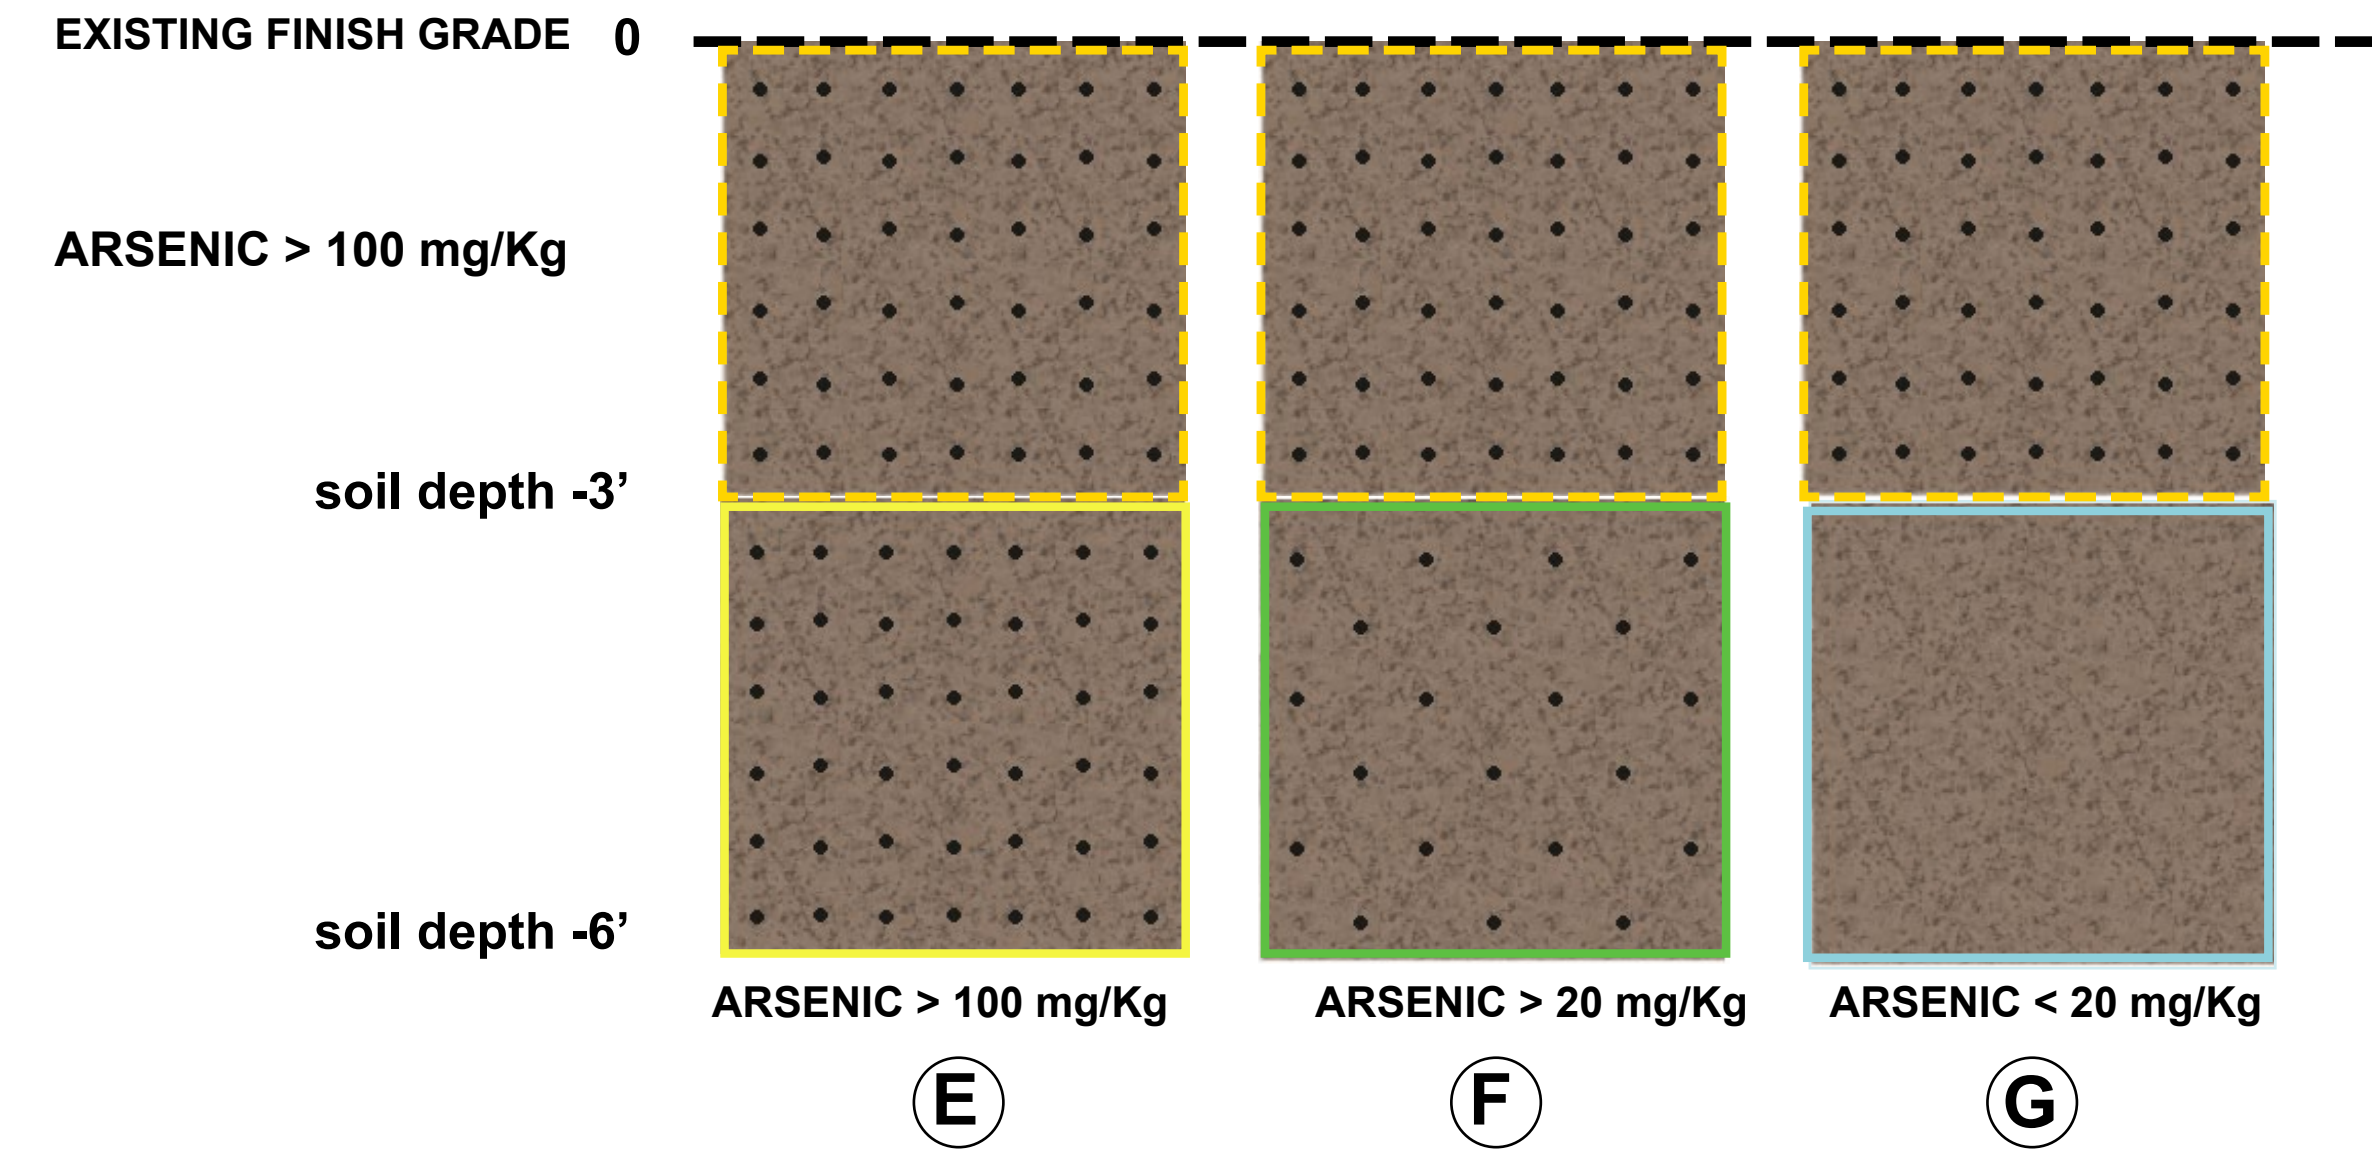 EXISTING FINISH GRADE 0
ARSENIC > 100 mg/Kg
soil depth -3’
soil depth -6’
ARSENIC > 100 mg/Kg
ARSENIC > 20 mg/Kg
ARSENIC < 20 mg/Kg
E
F
G